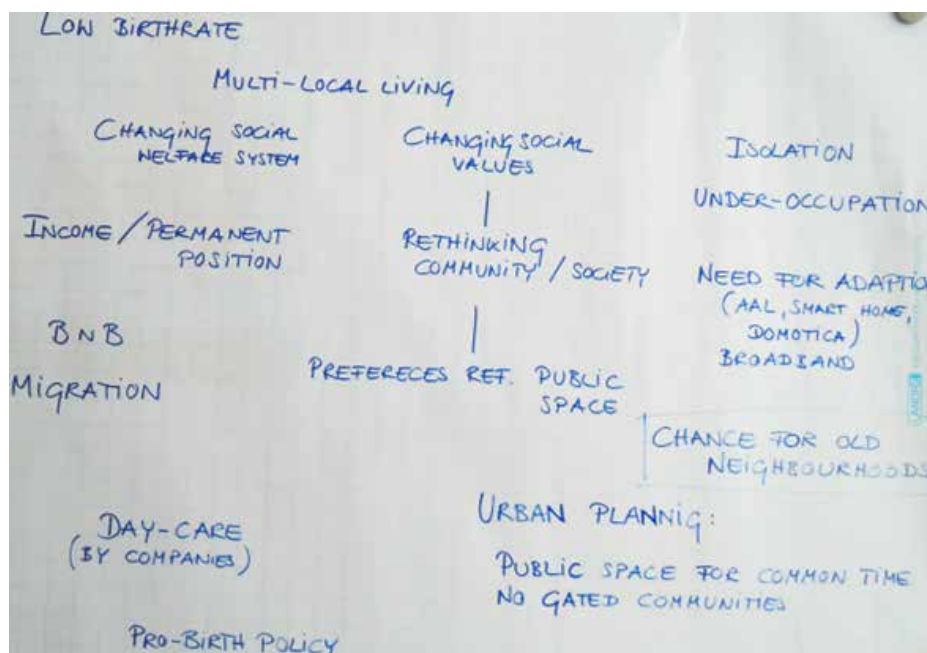 LOW BIRTHRATE
MULTI-LOCAL LIVING
CHANGING SOCIAL
WELFACE SYSTEM
CHANGING SOCIAL
VALUES
ISOLATION
UNDER-OCCUPATION
INCOME / PERMANENT
POSITION
RETHINKING
COMMUNITY / SOCIETY
NEED FOR ADAPTIO
(AAL, SMART HOME,
DOMOTICA)
BROADBAND
BNB
MIGRATION
PREFERECES REF. PUBLIC
SPACE
CHANCE FOR OLD
NEIGHBOURHOODS
DAY-CARE
(BY COMPANIES)
URBAN PLANNIG:
PUBLIC SPACE FOR COMMON TIME
NO GATED COMMUNITIES
PRO-BIRTH POLICY